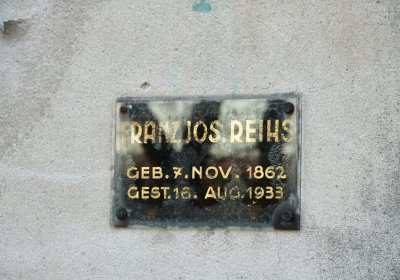 FRANZ JOS. REIHS
GEB. 7. NOV. 1862
GEST. 16. AUG. 1933